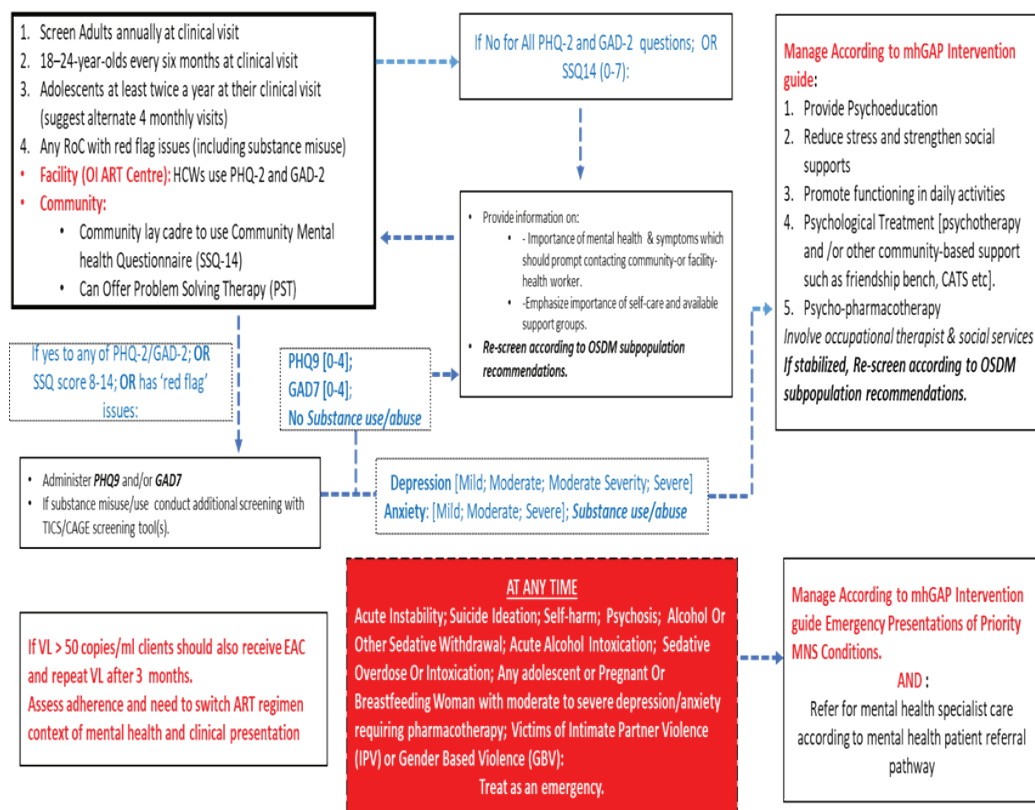 1. Screen Adults annually at clinical visit
2. 18–24-year-olds every six months at clinical visit
3. Adolescents at least twice a year at their clinical visit
(suggest alternate 4 monthly visits)
4. Any RoC with red flag issues (including substance misuse)
• Facility (OI ART Centre): HCWs use PHQ-2 and GAD-2
• Community:
• Community lay cadre to use Community Mental
health Questionnaire (SSQ-14)
• Can Offer Problem Solving Therapy (PST)
If No for All PHQ-2 and GAD-2 questions; OR
SSQ14 (0-7):
• Provide information on:
• - Importance of mental health & symptoms which
should prompt contacting community-or facility-
health worker.
• -Emphasize importance of self-care and available
support groups.
• Re-screen according to OSDM subpopulation
recommendations.
Manage According to mhGAP Intervention
guide:
1. Provide Psychoeducation
2. Reduce stress and strengthen social
supports
3. Promote functioning in daily activities
4. Psychological Treatment [psychotherapy
and /or other community-based support
such as friendship bench, CATS etc].
5. Psycho-pharmacotherapy
Involve occupational therapist & social services
If stabilized, Re-screen according to OSDM
subpopulation recommendations.
If yes to any of PHQ-2/GAD-2; OR
SSQ score 8-14; OR has ‘red flag’
issues:
PHQ9 [0-4];
GAD7 [0-4];
No Substance use/abuse
• Administer PHQ9 and/or GAD7
• If substance misuse/use conduct additional screening with
TICS/CAGE screening tool(s).
Depression [Mild; Moderate; Moderate Severity; Severe]
Anxiety: [Mild; Moderate; Severe]; Substance use/abuse
If VL > 50 copies/ml clients should also receive EAC
and repeat VL after 3 months.
Assess adherence and need to switch ART regimen
context of mental health and clinical presentation
AT ANY TIME
Acute Instability; Suicide Ideation; Self-harm; Psychosis; Alcohol Or
Other Sedative Withdrawal; Acute Alcohol Intoxication; Sedative
Overdose Or Intoxication; Any adolescent or Pregnant Or
Breastfeeding Woman with moderate to severe depression/anxiety
requiring pharmacotherapy; Victims of Intimate Partner Violence
(IPV) or Gender Based Violence (GBV):
Treat as an emergency.
Manage According to mhGAP Intervention
guide Emergency Presentations of Priority
MNS Conditions.
AND :
Refer for mental health specialist care
according to mental health patient referral
pathway